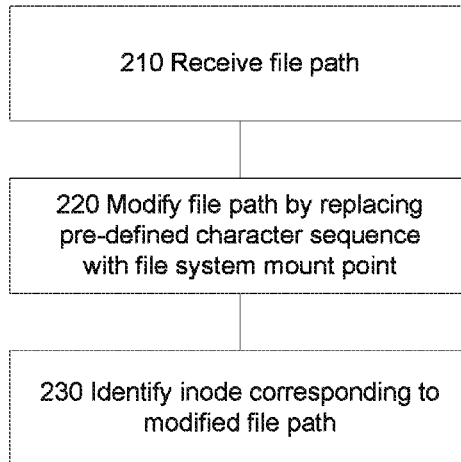 210 Receive file path
220 Modify file path by replacing
pre-defined character sequence
with file system mount point
230 Identify inode corresponding to
modified file path